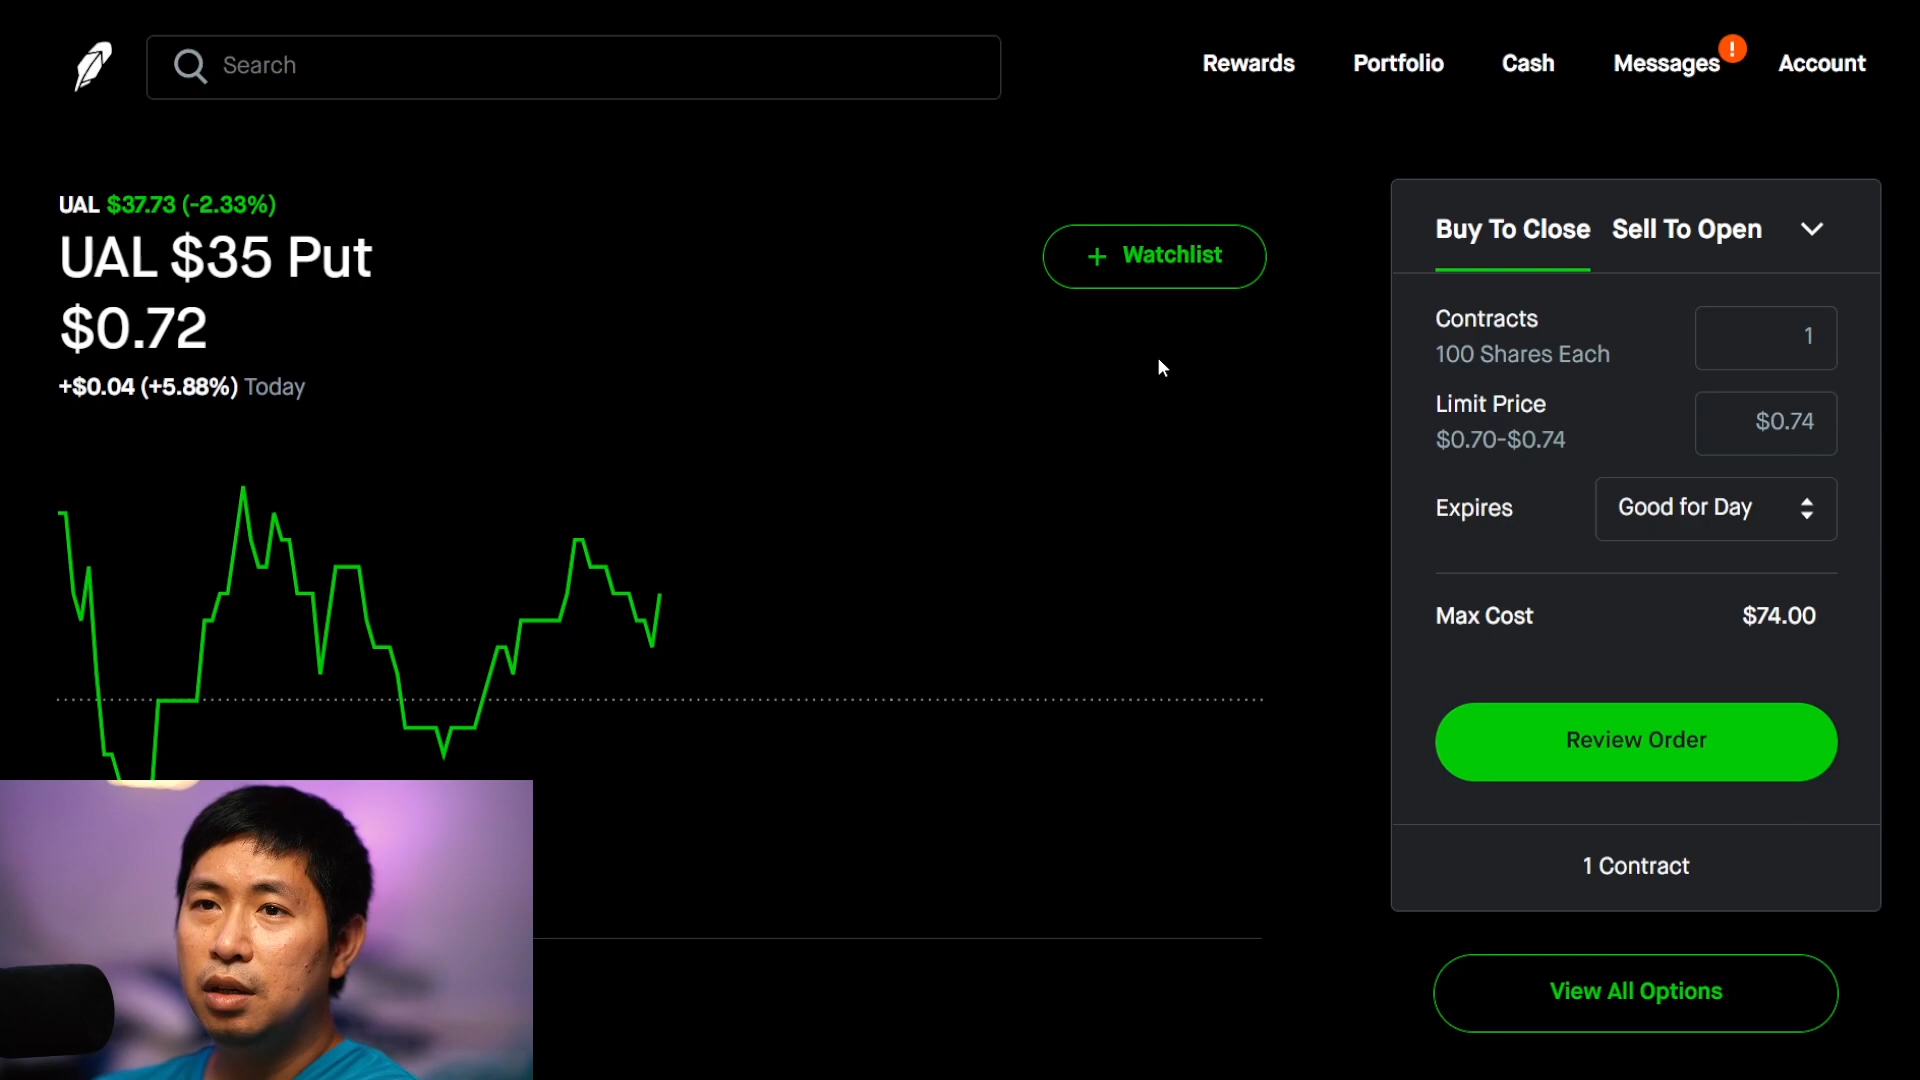 Search
Rewards
Portfolio
Cash
Messages
!
Account
UAL $37.73 (-2.33%)
UAL $35 Put
$0.72
+$0.04 (+5.88%) Today
+ Watchlist
Buy To Close
Sell To Open
Contracts
100 Shares Each
1
Limit Price
$0.70-$0.74
$0.74
Expires
Good for Day
Max Cost
$74.00
Review Order
1 Contract
View All Options